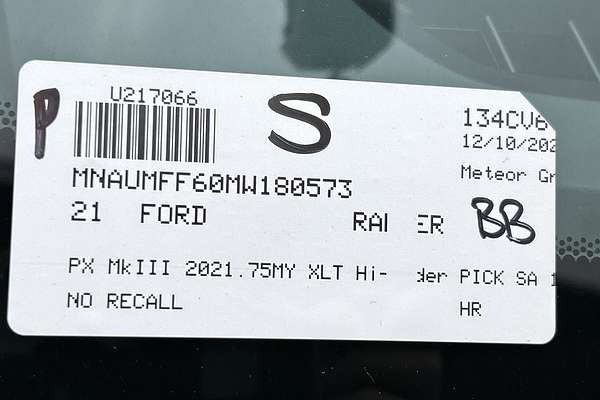 P
U217066
S
134CV6
12/10/202
MNAUMFF60MW180573
Meteor Gr
21 FORD RAI ER
BB
PX MkIII 2021.75MY XLT Hi- der PICK SA 1
NO RECALL HR